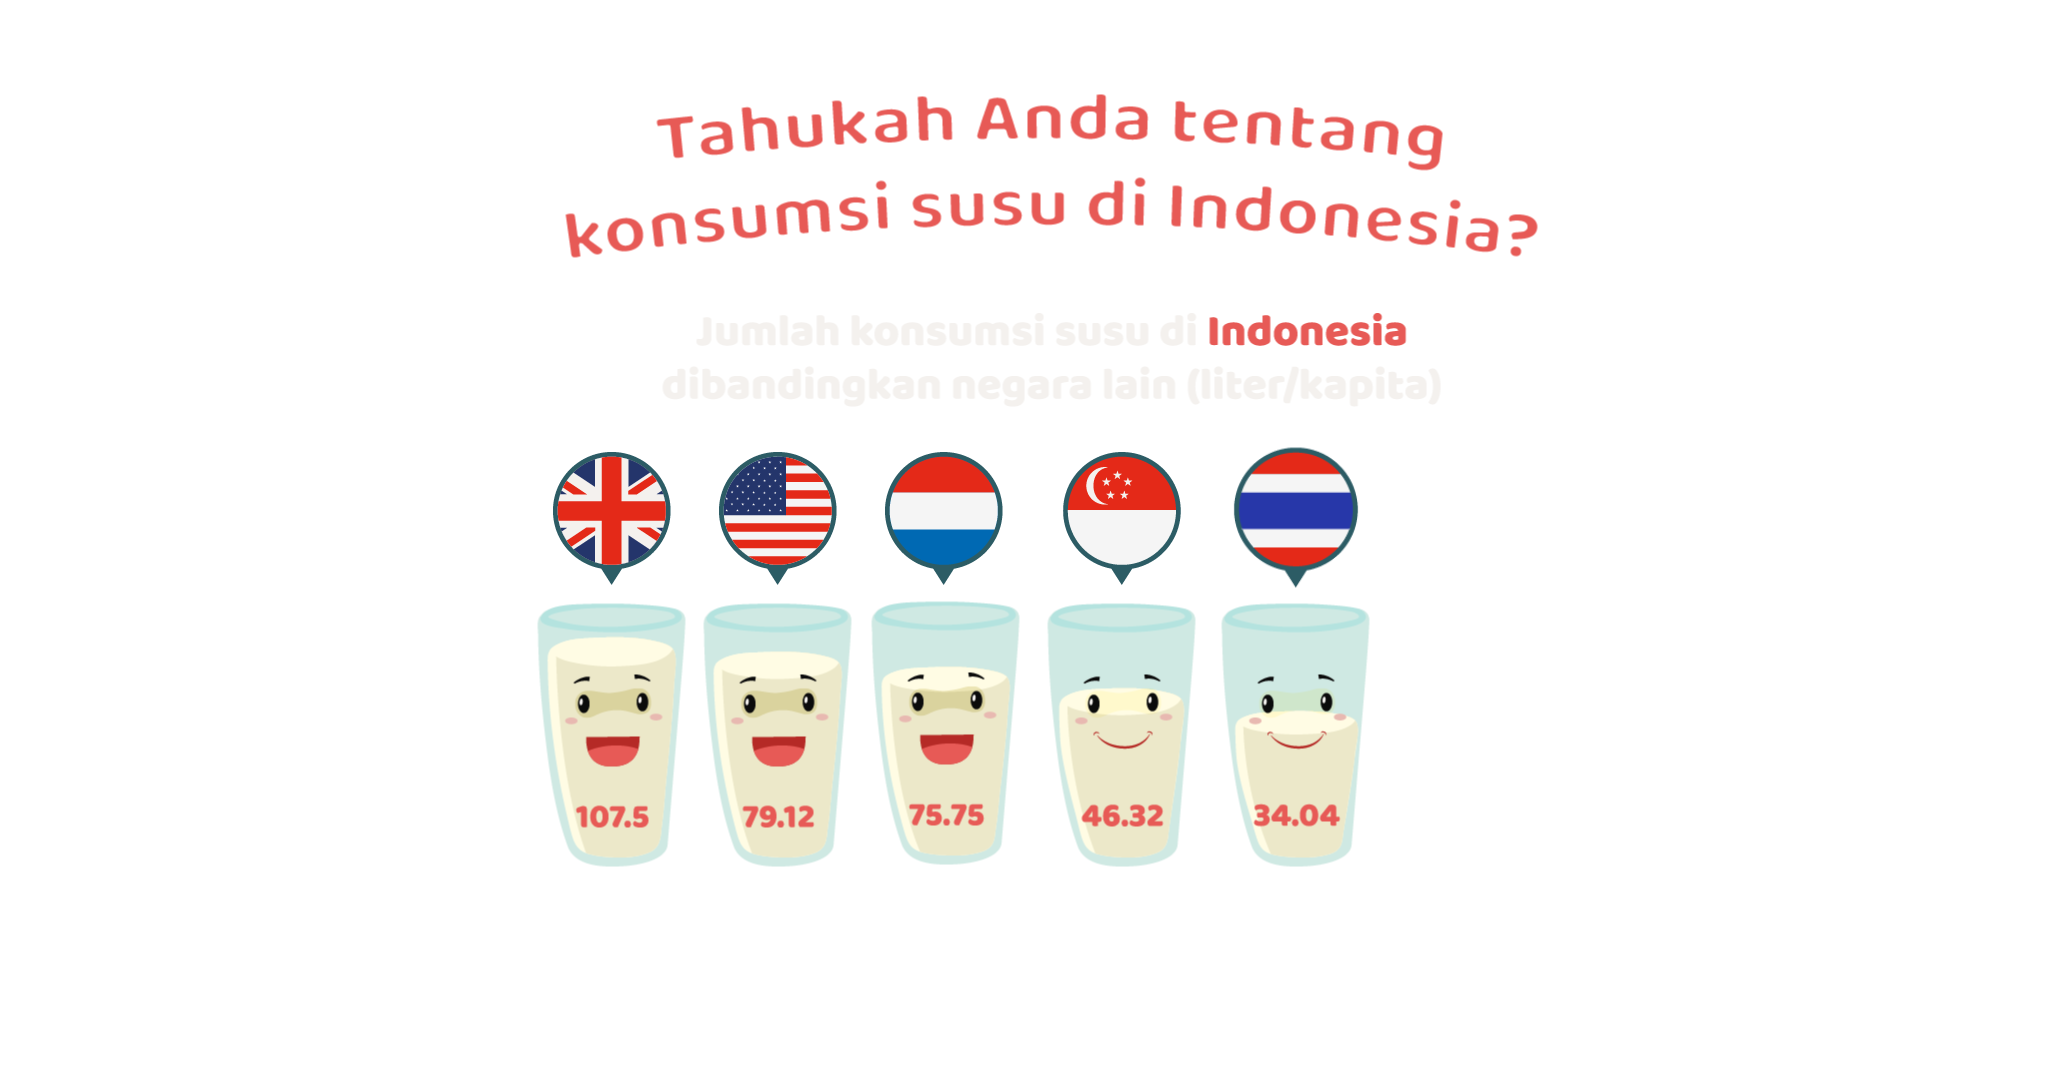 Tahukah Anda tentang
konsumsi susu di Indonesia?
Jumlah konsumsi susu di Indonesia
dibandingkan negara lain (liter/kapita)
107.5 79.12 75.75 46.32 34.04